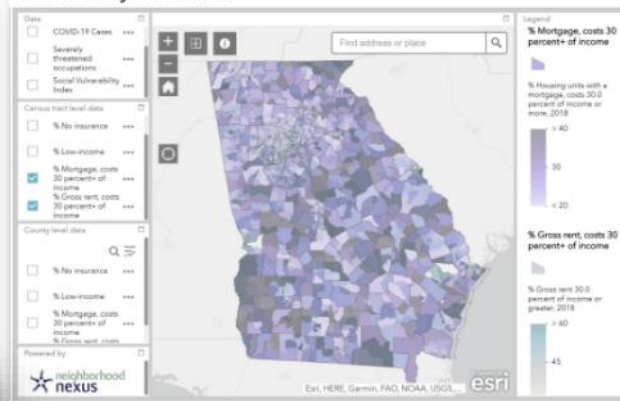 Data
COVID-19 Cases
Severely
threatened
occupations
Social Vulnerability
Index
Census tract level data
% No insurance
% Low-income
% Mortgage, costs
30 percent+ of
income
% Gross rent, costs
30 percent+ of
income
County level data
% No insurance
% Low-income
% Mortgage, costs
30 percent+ of
income
% Gross rent, costs
Powered by
neighborhood
nexus
Find address or place
Esri, HERE, Garmin, FAO, NOAA, USGS,...
esri
Legend
% Mortgage, costs 30
percent+ of income
% Housing units with a
mortgage, costs 30.0
percent of income or
more, 2018
> 40
30
< 20
% Gross rent, costs 30
percent+ of income
% Gross rent 30.0
percent of income or
greater, 2018
> 60
45